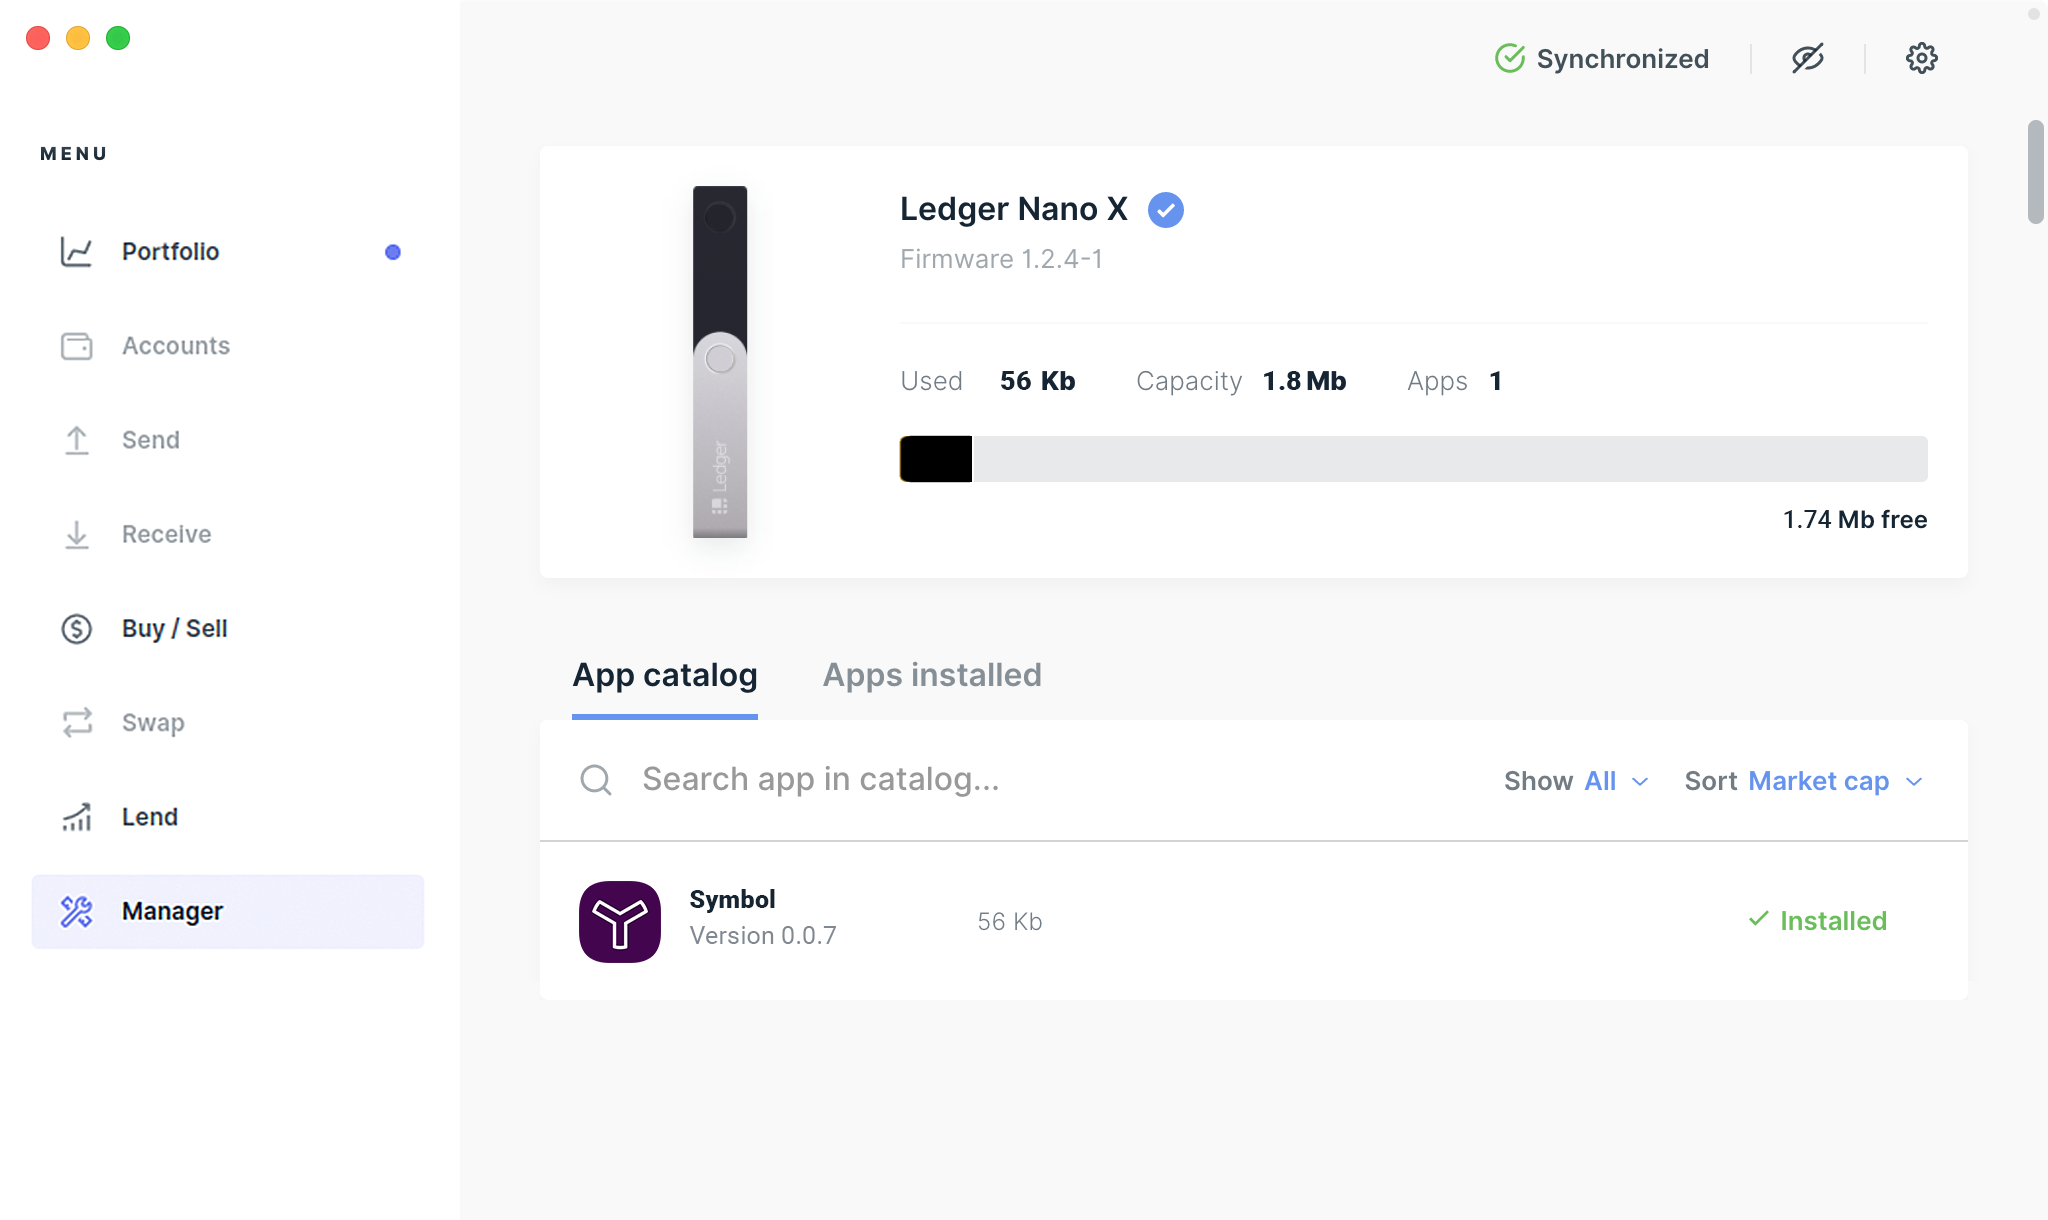 Synchronized
MENU
Portfolio
Accounts
Send
Receive
Buy / Sell
Swap
Lend
Manager
Ledger
Ledger Nano X
Firmware 1.2.4-1
Used 56 Kb Capacity 1.8 Mb Apps 1
1.74 Mb free
App catalog Apps installed
Search app in catalog... Show All Sort Market cap
Symbol
Version 0.0.7
56 Kb
Installed